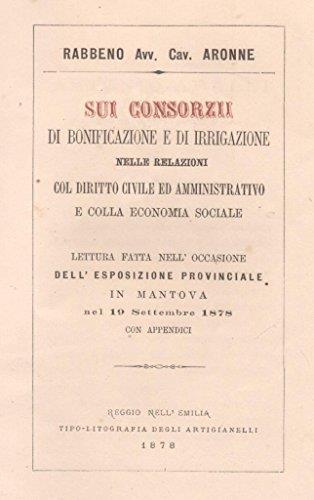 RABBENO Avv. Cav. ARONNE
SUI CONSORZII
DI BONIFICAZIONE E DI IRRIGAZIONE
NELLE RELAZIONI
COL DIRITTO CIVILE ED AMMINISTRATIVO
E COLLA ECONOMIA SOCIALE
LETTURA FATTA NELL' OCCASIONE
DELL' ESPOSIZIONE PROVINCIALE
IN MANTOVA
nel 19 Settembre 1878
CON APPENDICI
REGGIO NELL' EMILIA
TIPO-LITOGRAFIA DEGLI ARTIGIANELLI
1878